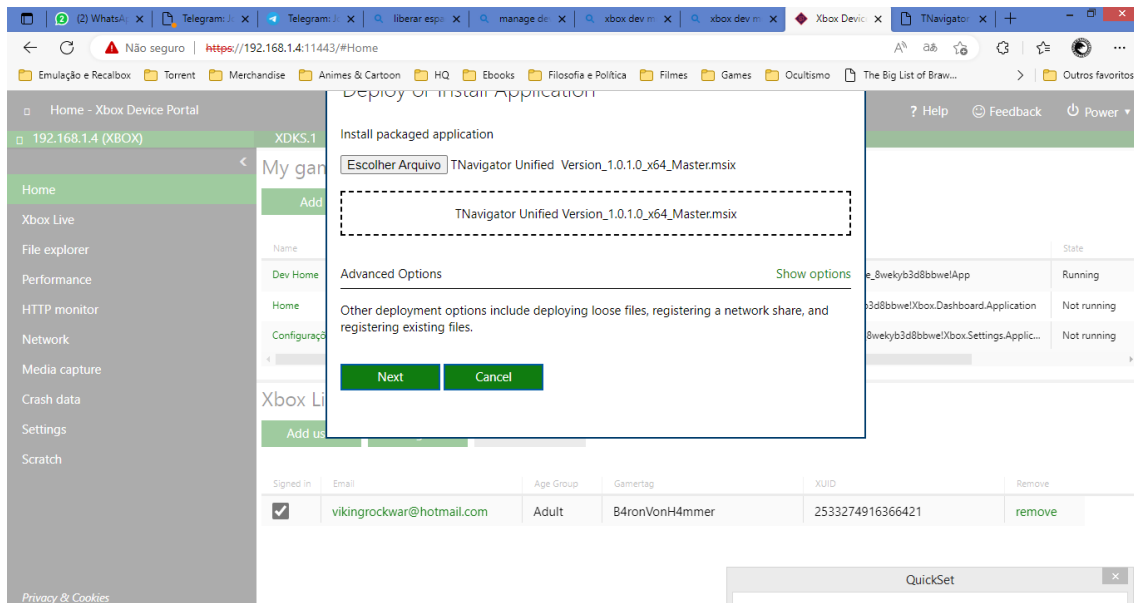 (2) WhatsA
Telegram: J
Telegram: J
liberar espa
manage de
xbox dev m
xbox dev m
Xbox Devic
TNavigator
Não seguro
https://192.168.1.4:11443/#Home
Emulação e Recalbox
Torrent
Merchandise
Animes & Cartoon
HQ
Ebooks
Filosofia e Política
Filmes
Games
Ocultismo
The Big List of Braw...
Outros favoritos
Home - Xbox Device Portal
Deploy or Install Application
? Help
Feedback
Power
192.168.1.4 (XBOX)
XDKS.1
Install packaged application
My gam
Escolher Arquivo
TNavigator Unified Version_1.0.1.0_x64_Master.msix
Home
Add
Xbox Live
TNavigator Unified Version_1.0.1.0_x64_Master.msix
File explorer
Name
State
Performance
Dev Home
Advanced Options
Show options
e_8wekyb3d8bbwe!App
Running
HTTP monitor
Home
Other deployment options include deploying loose files, registering a network share, and
registering existing files.
b3d8bbwe!Xbox.Dashboard.Application
Not running
Network
Configuraçõ
8wekyb3d8bbwe!Xbox.Settings.Applic...
Not running
Media capture
Next
Cancel
Crash data
Xbox Li
Settings
Add us
Scratch
Signed in
Email
Age Group
Gamertag
XUID
Remove
vikingrockwar@hotmail.com
Adult
B4ronVonH4mmer
2533274916366421
remove
QuickSet
Privacy & Cookies